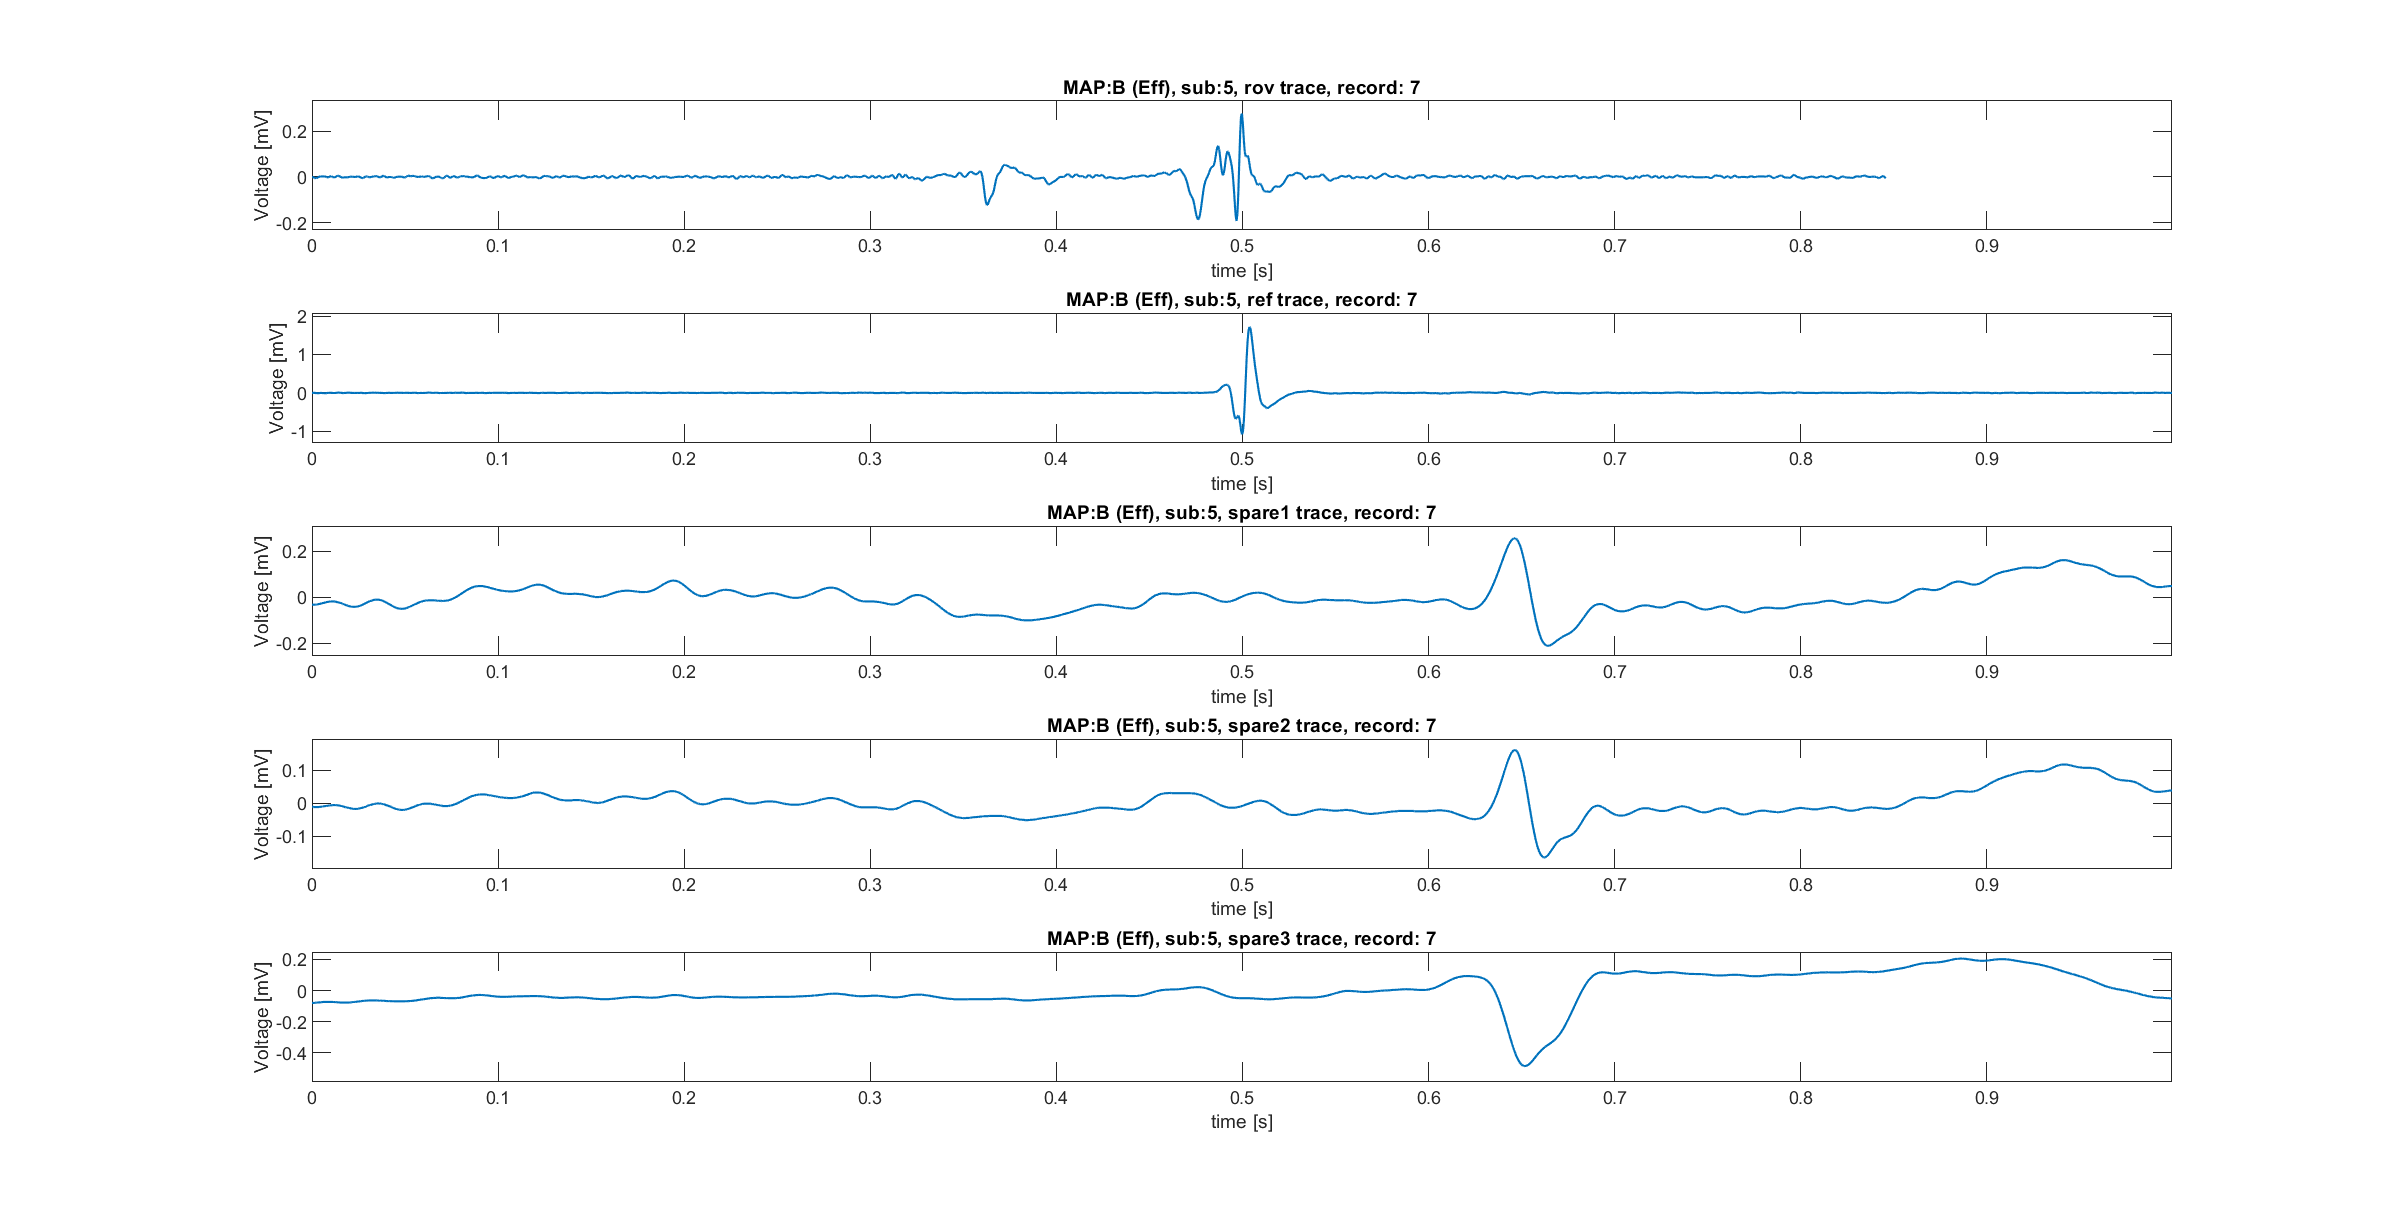 MAP:B (Eff), sub:5, rov trace, record: 7
Voltage [mV]
0.2
0
-0.2
0 0.1 0.2 0.3 0.4 0.5 0.6 0.7 0.8 0.9
time [s]
MAP:B (Eff), sub:5, ref trace, record: 7
Voltage [mV]
2
1
0
-1
0 0.1 0.2 0.3 0.4 0.5 0.6 0.7 0.8 0.9
time [s]
MAP:B (Eff), sub:5, spare1 trace, record: 7
Voltage [mV]
0.2
0
-0.2
0 0.1 0.2 0.3 0.4 0.5 0.6 0.7 0.8 0.9
time [s]
MAP:B (Eff), sub:5, spare2 trace, record: 7
Voltage [mV]
0.1
0
-0.1
0 0.1 0.2 0.3 0.4 0.5 0.6 0.7 0.8 0.9
time [s]
MAP:B (Eff), sub:5, spare3 trace, record: 7
Voltage [mV]
0.2
0
-0.2
-0.4
0 0.1 0.2 0.3 0.4 0.5 0.6 0.7 0.8 0.9
time [s]